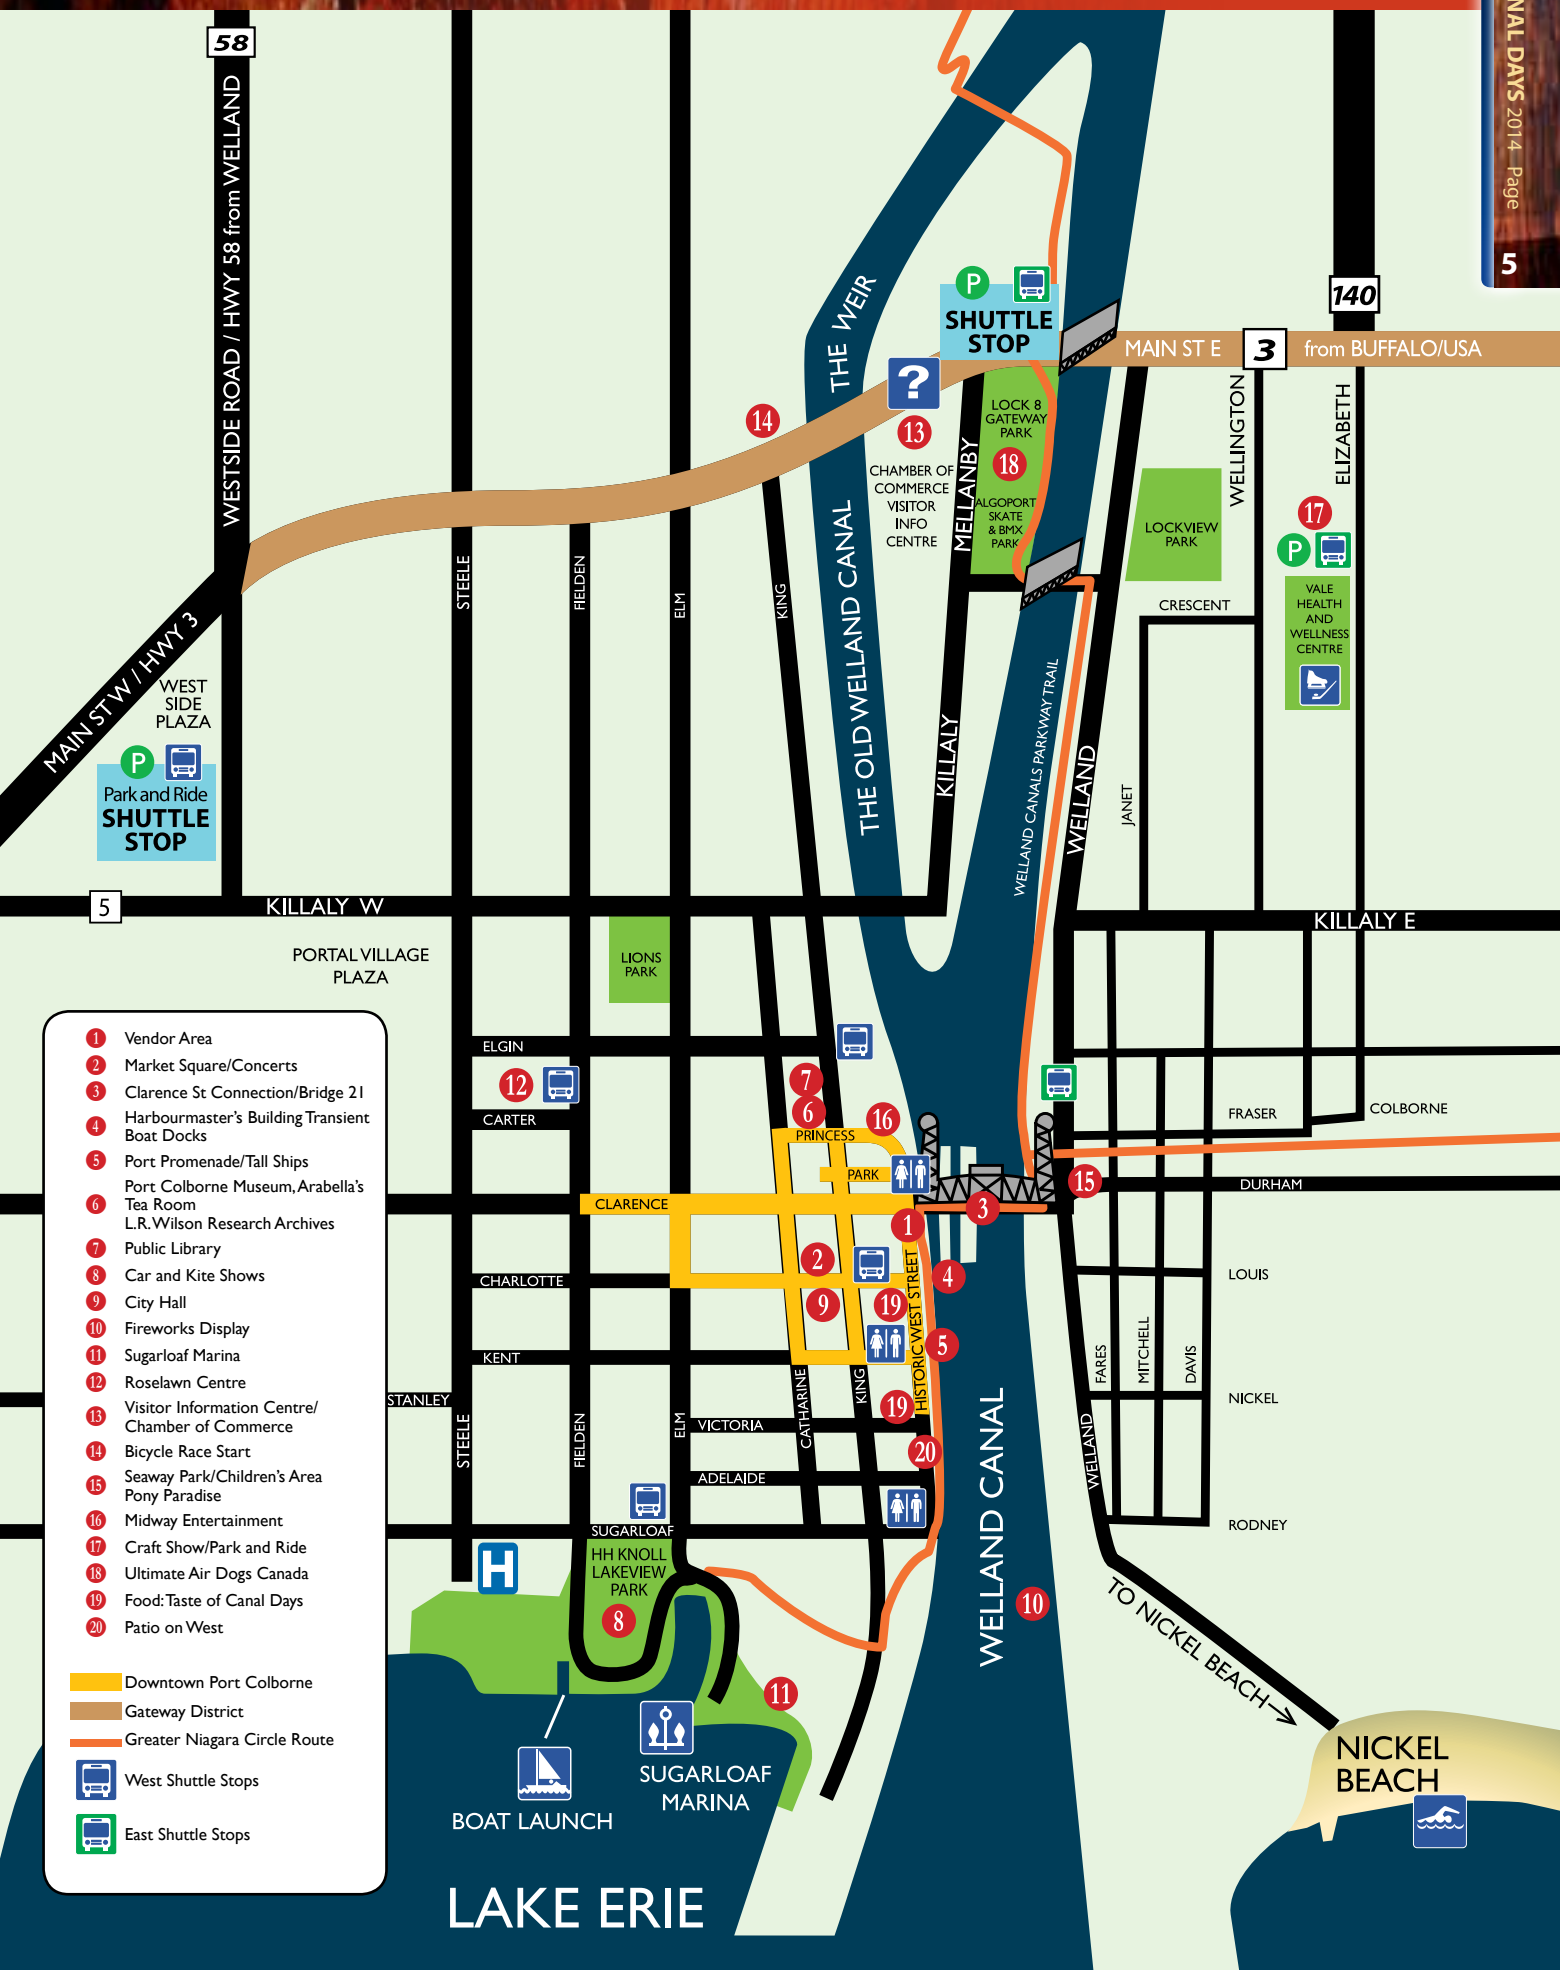 NAL DAYS 2014 Page
5
58
WESTSIDE ROAD / HWY 58 from WELLAND
140
THE WEIR
P
SHUTTLE
STOP
MAIN ST E
3
from BUFFALO/USA
?
14
13
CHAMBER OF
COMMERCE
VISITOR
INFO
CENTRE
LOCK 8
GATEWAY
PARK
18
ALGOPORT
SKATE
& BMX
PARK
MELLANBY
WELLINGTON
ELIZABETH
LOCKVIEW
PARK
17
P
VALE
HEALTH
AND
WELLNESS
CENTRE
CRESCENT
STEELE
FIELDEN
ELM
KING
THE OLD WELLAND CANAL
KILLALY
WELLAND CANALS PARKWAY TRAIL
WELLAND
JANET
MAIN ST W / HWY 3
WEST
SIDE
PLAZA
P
Park and Ride
SHUTTLE
STOP
5
KILLALY W
KILLALY E
PORTAL VILLAGE
PLAZA
LIONS
PARK
ELGIN
12
CARTER
7
6
16
PRINCESS
PARK
CLARENCE
3
15
FRASER
COLBORNE
DURHAM
1
2
CHARLOTTE
4
9
19
HISTORIC WEST STREET
5
KENT
LOUIS
FARES
MITCHELL
DAVIS
NICKEL
STANLEY
STEELE
FIELDEN
ELM
CATHARINE
KING
19
VICTORIA
20
ADELAIDE
WELLAND CANAL
WELLAND
RODNEY
SUGARLOAF
H
HH KNOLL
LAKEVIEW
PARK
8
10
TO NICKEL BEACH
11
SUGARLOAF
MARINA
BOAT LAUNCH
NICKEL
BEACH
LAKE ERIE
1 Vendor Area
2 Market Square/Concerts
3 Clarence St Connection/Bridge 21
4 Harbourmaster's Building Transient
Boat Docks
5 Port Promenade/Tall Ships
6 Port Colborne Museum, Arabella's
Tea Room
L.R. Wilson Research Archives
7 Public Library
8 Car and Kite Shows
9 City Hall
10 Fireworks Display
11 Sugarloaf Marina
12 Roselawn Centre
13 Visitor Information Centre/
Chamber of Commerce
14 Bicycle Race Start
15 Seaway Park/Children's Area
Pony Paradise
16 Midway Entertainment
17 Craft Show/Park and Ride
18 Ultimate Air Dogs Canada
19 Food: Taste of Canal Days
20 Patio on West
Downtown Port Colborne
Gateway District
Greater Niagara Circle Route
West Shuttle Stops
East Shuttle Stops